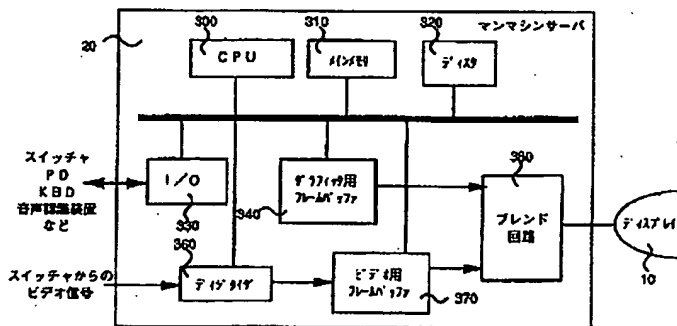 20
300
310
320
マンマシンサーバ
CPU
メインメモリ
ディスク
スイッチャ
PD
KBD
音声認識装置
など
I/O
330
340
グラフィック用
フレームバッファ
380
ブレンド
回路
ディスプレイ
10
スイッチャからの
ビデオ信号
360
ディジタイザ
ビデオ用
フレームバッファ
370